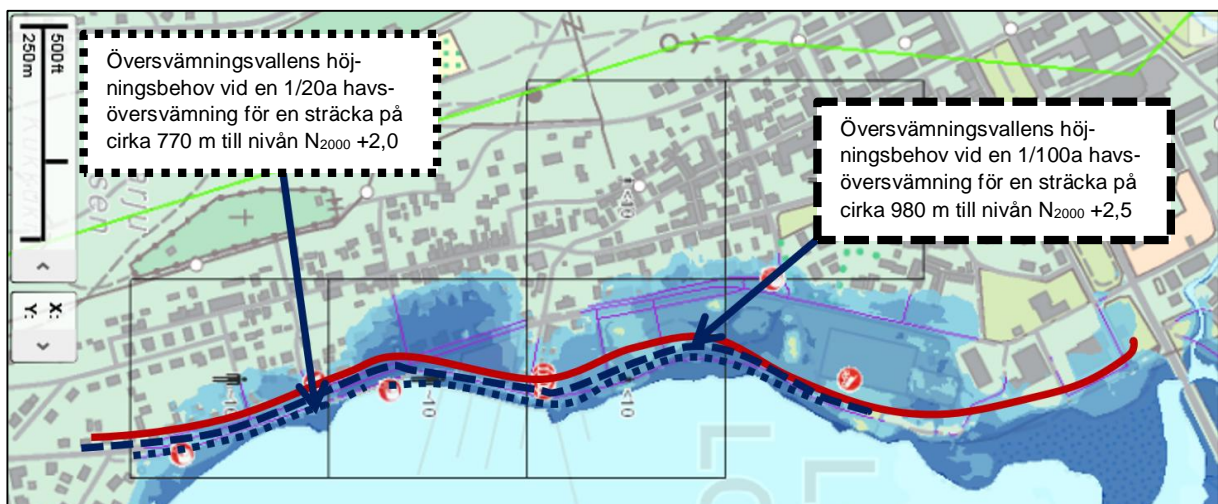 500ft
250m
X:
Y:
Översvämningsvallens höj-
ningsbehov vid en 1/20a havs-
översvämning för en sträcka på
cirka 770 m till nivån N2000 +2,0
Översvämningsvallens höj-
ningsbehov vid en 1/100a havs-
översvämning för en sträcka på
cirka 980 m till nivån N2000 +2,5
<10
~10
~10
<10